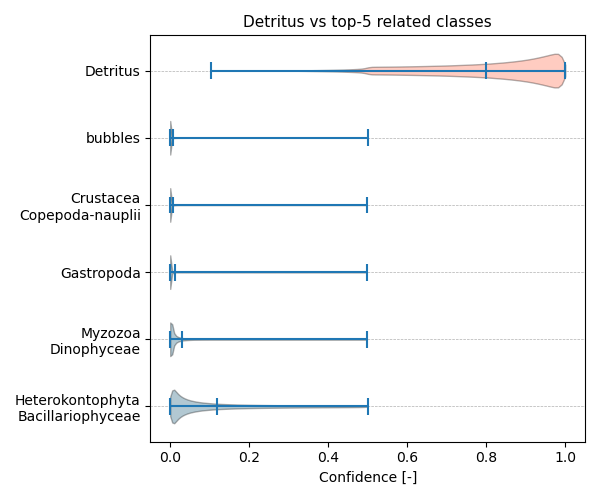 Detritus vs top-5 related classes
Detritus
bubbles
Crustacea
Copepoda-nauplii
Gastropoda
Myzozoa
Dinophyceae
Heterokontophyta
Bacillariophyceae
0.0 0.2 0.4 0.6 0.8 1.0
Confidence [-]